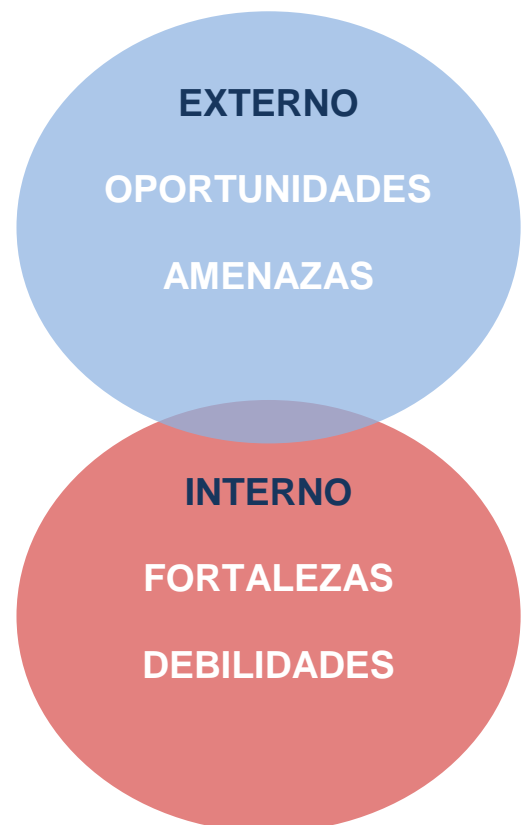 EXTERNO
OPORTUNIDADES
AMENAZAS
INTERNO
FORTALEZAS
DEBILIDADES